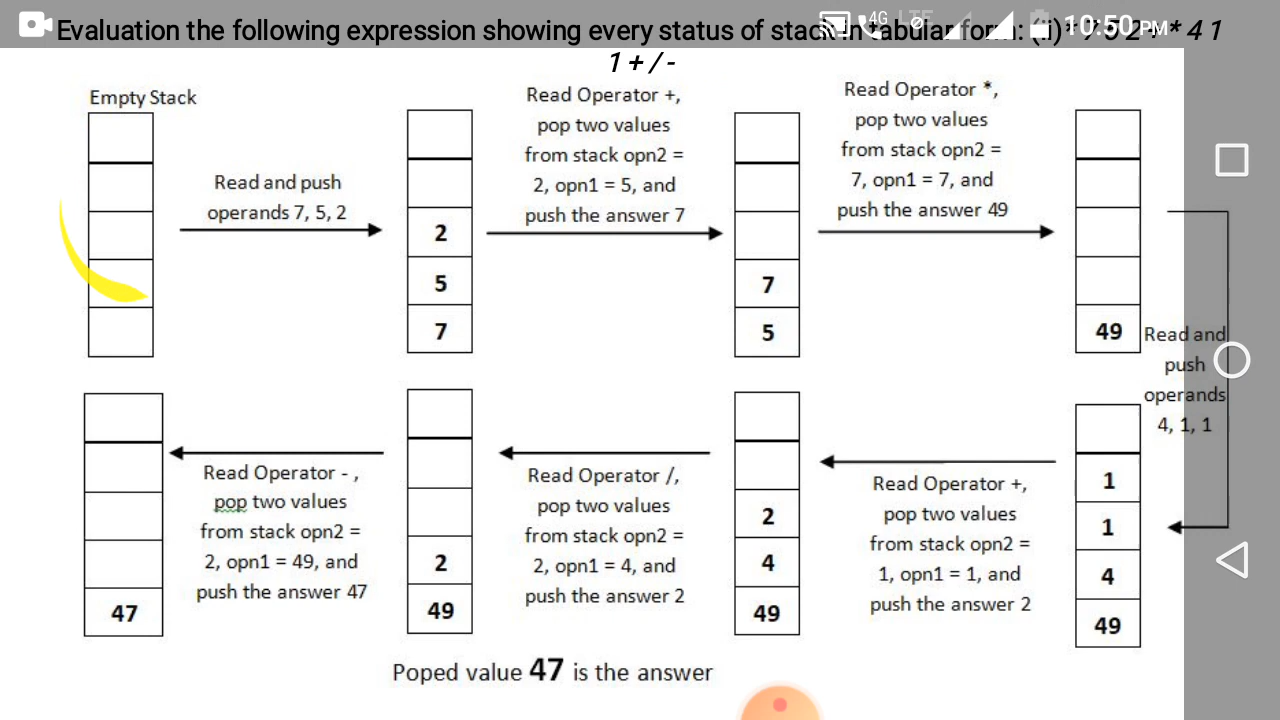 Evaluation the following expression showing every status of stack in tabular form: (ii) 7 5 2 + * 4 1
1 + / -
4G LTE
10:50 PM
Empty Stack
Read and push
operands 7, 5, 2
2
5
7
Read Operator +,
pop two values
from stack opn2 =
2, opn1 = 5, and
push the answer 7
7
5
Read Operator *,
pop two values
from stack opn2 =
7, opn1 = 7, and
push the answer 49
49
Read and
push
operands
4, 1, 1
1
1
4
49
Read Operator +,
pop two values
from stack opn2 =
1, opn1 = 1, and
push the answer 2
2
4
49
Read Operator /,
pop two values
from stack opn2 =
2, opn1 = 4, and
push the answer 2
2
49
Read Operator - ,
pop two values
from stack opn2 =
2, opn1 = 49, and
push the answer 47
47
Poped value 47 is the answer